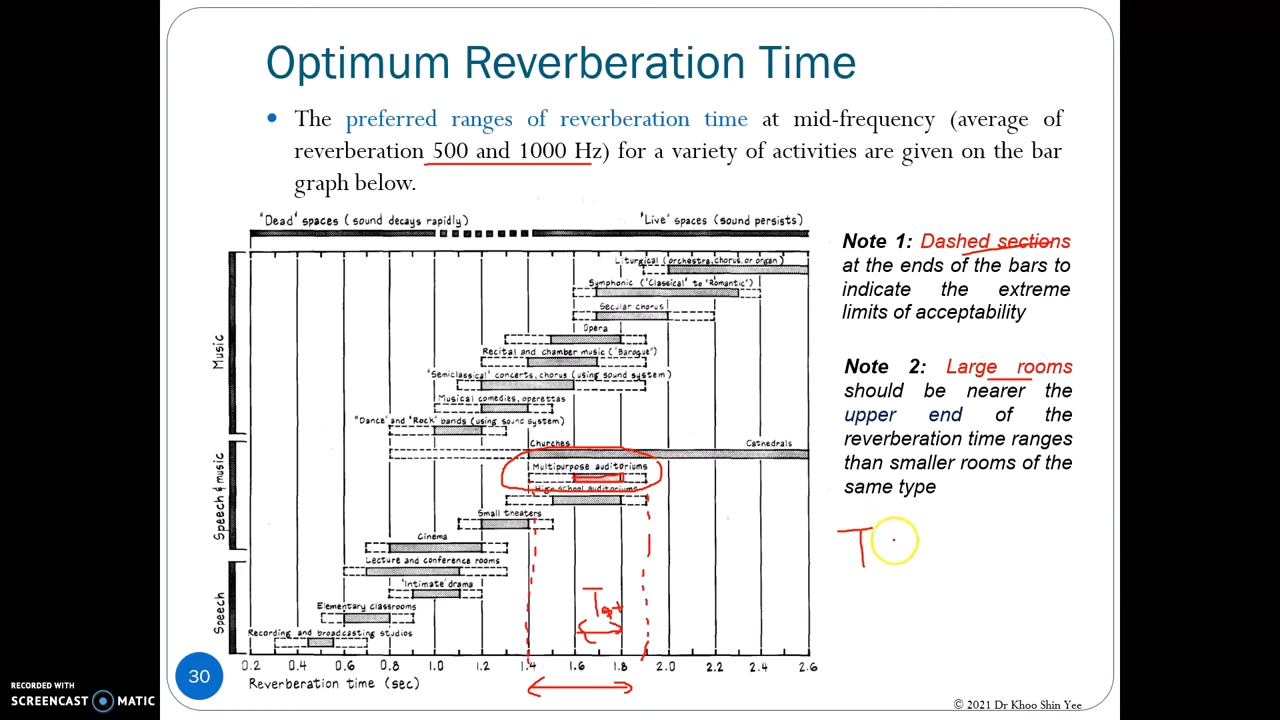 Optimum Reverberation Time
• The preferred ranges of reverberation time at mid-frequency (average of
reverberation 500 and 1000 Hz) for a variety of activities are given on the bar
graph below.
"Dead" spaces (sound decays rapidly)
"Live" spaces (sound persists)
Music
Liturgical (orchestra, chorus, or organ)
Symphonic ("Classical" to "Romantic")
Secular chorus
Opera
Recital and chamber music ("Baroque")
"Semiclassical" concerts, chorus (using sound system)
Musical comedies, operettas
"Dance" and "Rock" bands (using sound system)
Speech & music
Churches
Cathedrals
Multipurpose auditoriums
High school auditoriums
Small theaters
Cinema
Speech
Lecture and conference rooms
"Intimate" drama
Elementary classrooms
Recording and broadcasting studios
Topt
0.2 0.4 0.6 0.8 1.0 1.2 1.4 1.6 1.8 2.0 2.2 2.4 2.6
Reverberation time (sec)
Note 1: Dashed sections
at the ends of the bars to
indicate the extreme
limits of acceptability
Note 2: Large rooms
should be nearer the
upper end of the
reverberation time ranges
than smaller rooms of the
same type
T
30
RECORDED WITH
SCREENCAST MATIC
© 2021 Dr Khoo Shin Yee